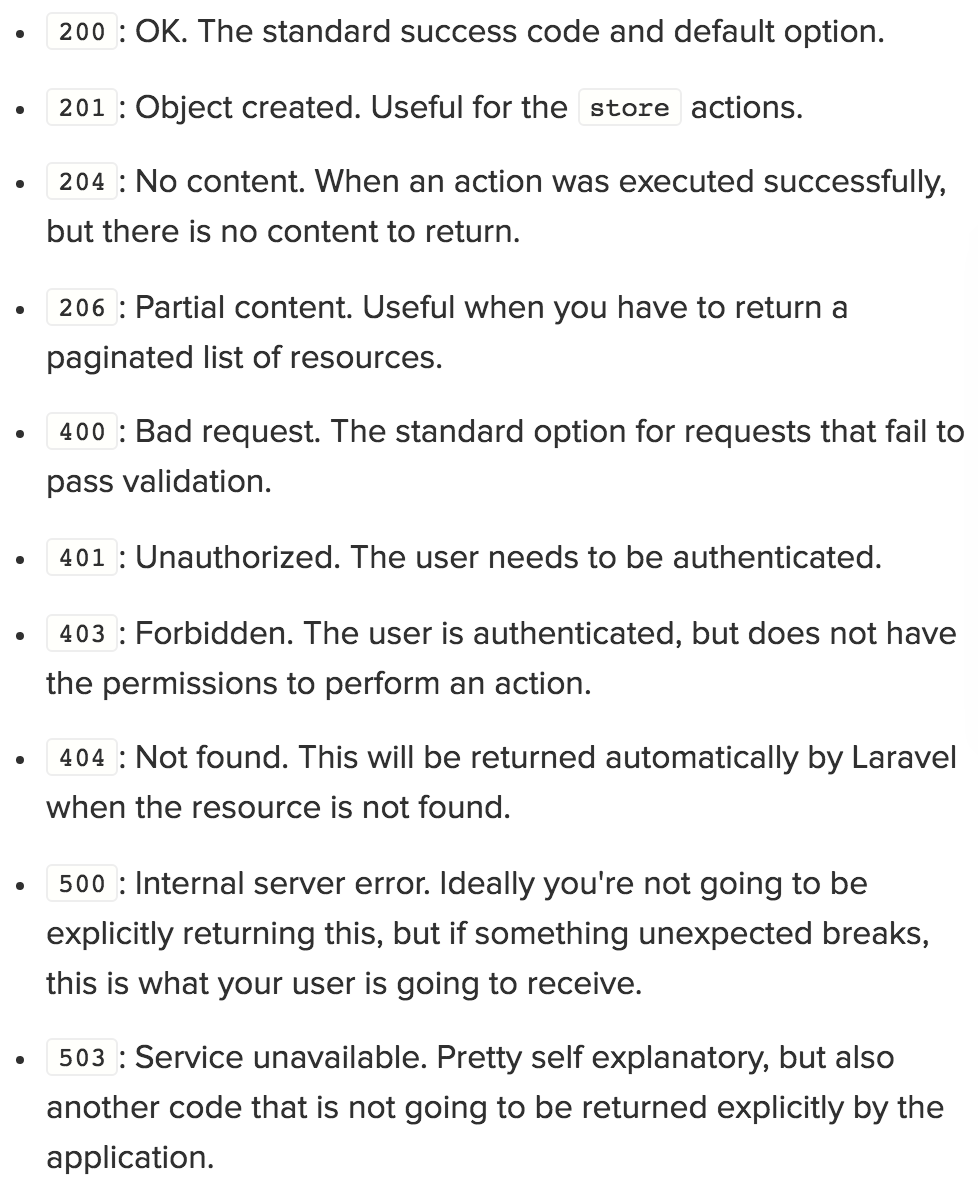 • 200 : OK. The standard success code and default option.
• 201 : Object created. Useful for the store actions.
• 204 : No content. When an action was executed successfully,
but there is no content to return.
• 206 : Partial content. Useful when you have to return a
paginated list of resources.
• 400 : Bad request. The standard option for requests that fail to
pass validation.
• 401 : Unauthorized. The user needs to be authenticated.
• 403 : Forbidden. The user is authenticated, but does not have
the permissions to perform an action.
• 404 : Not found. This will be returned automatically by Laravel
when the resource is not found.
• 500 : Internal server error. Ideally you're not going to be
explicitly returning this, but if something unexpected breaks,
this is what your user is going to receive.
• 503 : Service unavailable. Pretty self explanatory, but also
another code that is not going to be returned explicitly by the
application.